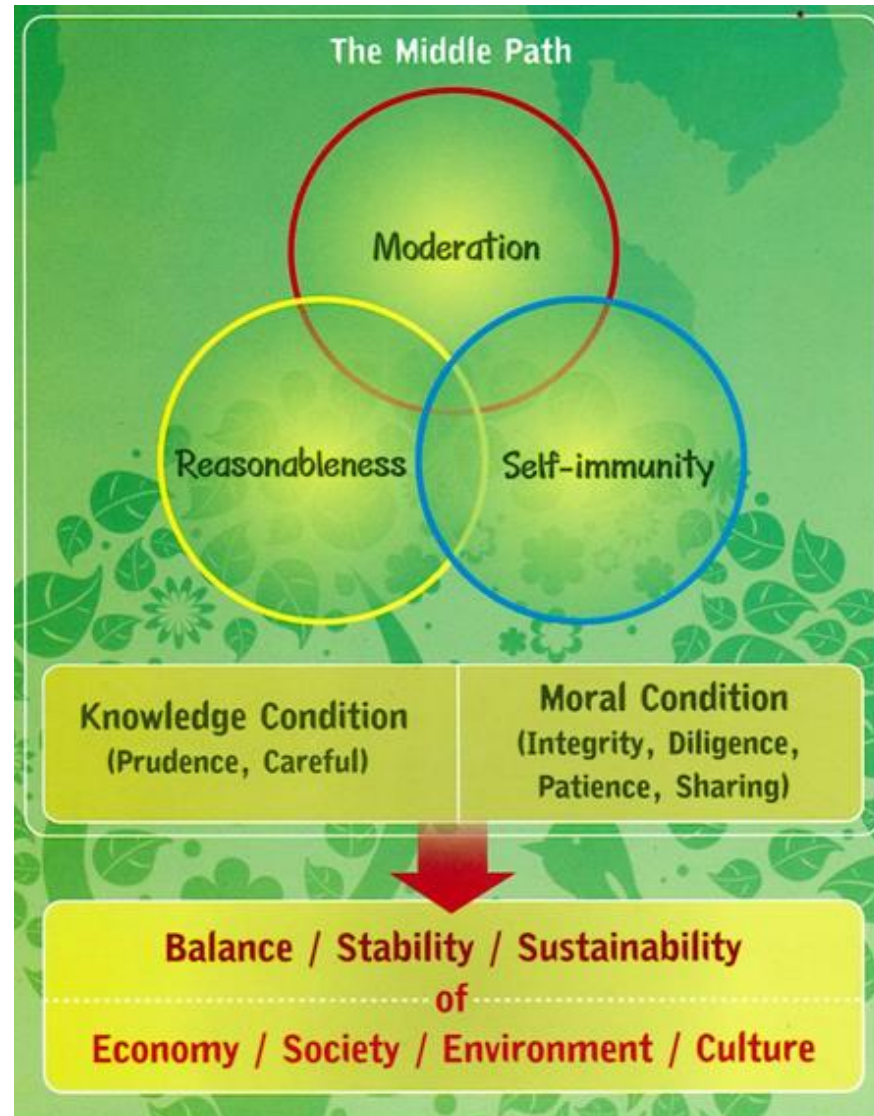 The Middle Path
Moderation
Reasonableness
Self-immunity
Knowledge Condition
(Prudence, Careful)
Moral Condition
(Integrity, Diligence,
Patience, Sharing)
Balance / Stability / Sustainability
of
Economy / Society / Environment / Culture